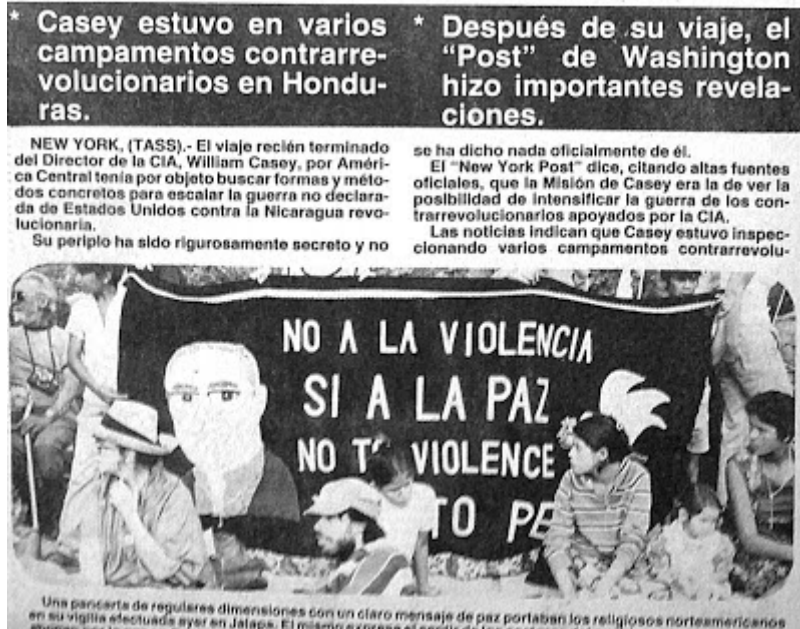 * Casey estuvo en varios
campamentos contrarre-
volucionarios en Hondu-
ras.
* Después de su viaje, el
"Post" de Washington
hizo importantes revela-
ciones.
NEW YORK, (TASS).- El viaje recién terminado
del Director de la CIA, William Casey, por Améri-
ca Central tenía por objeto buscar formas y méto-
dos concretos para escalar la guerra no declara-
da de Estados Unidos contra la Nicaragua revo-
lucionaria.
Su periplo ha sido rigurosamente secreto y no
se ha dicho nada oficialmente de él.
El "New York Post" dice, citando altas fuentes
oficiales, que la Misión de Casey era la de ver la
posibilidad de intensificar la guerra de los con-
trarrevolucionarios apoyados por la CIA.
Las noticias indican que Casey estuvo inspec-
cionando varios campamentos contrarrevolu-
NO A LA VIOLENCIA
SI A LA PAZ
NO TO VIOLENCE
TO PE
Una pancarta de regulares dimensiones con un claro mensaje de paz portaban los religiosos norteamericanos
en su vigilia efectuada ayer en Jalapa. El mismo